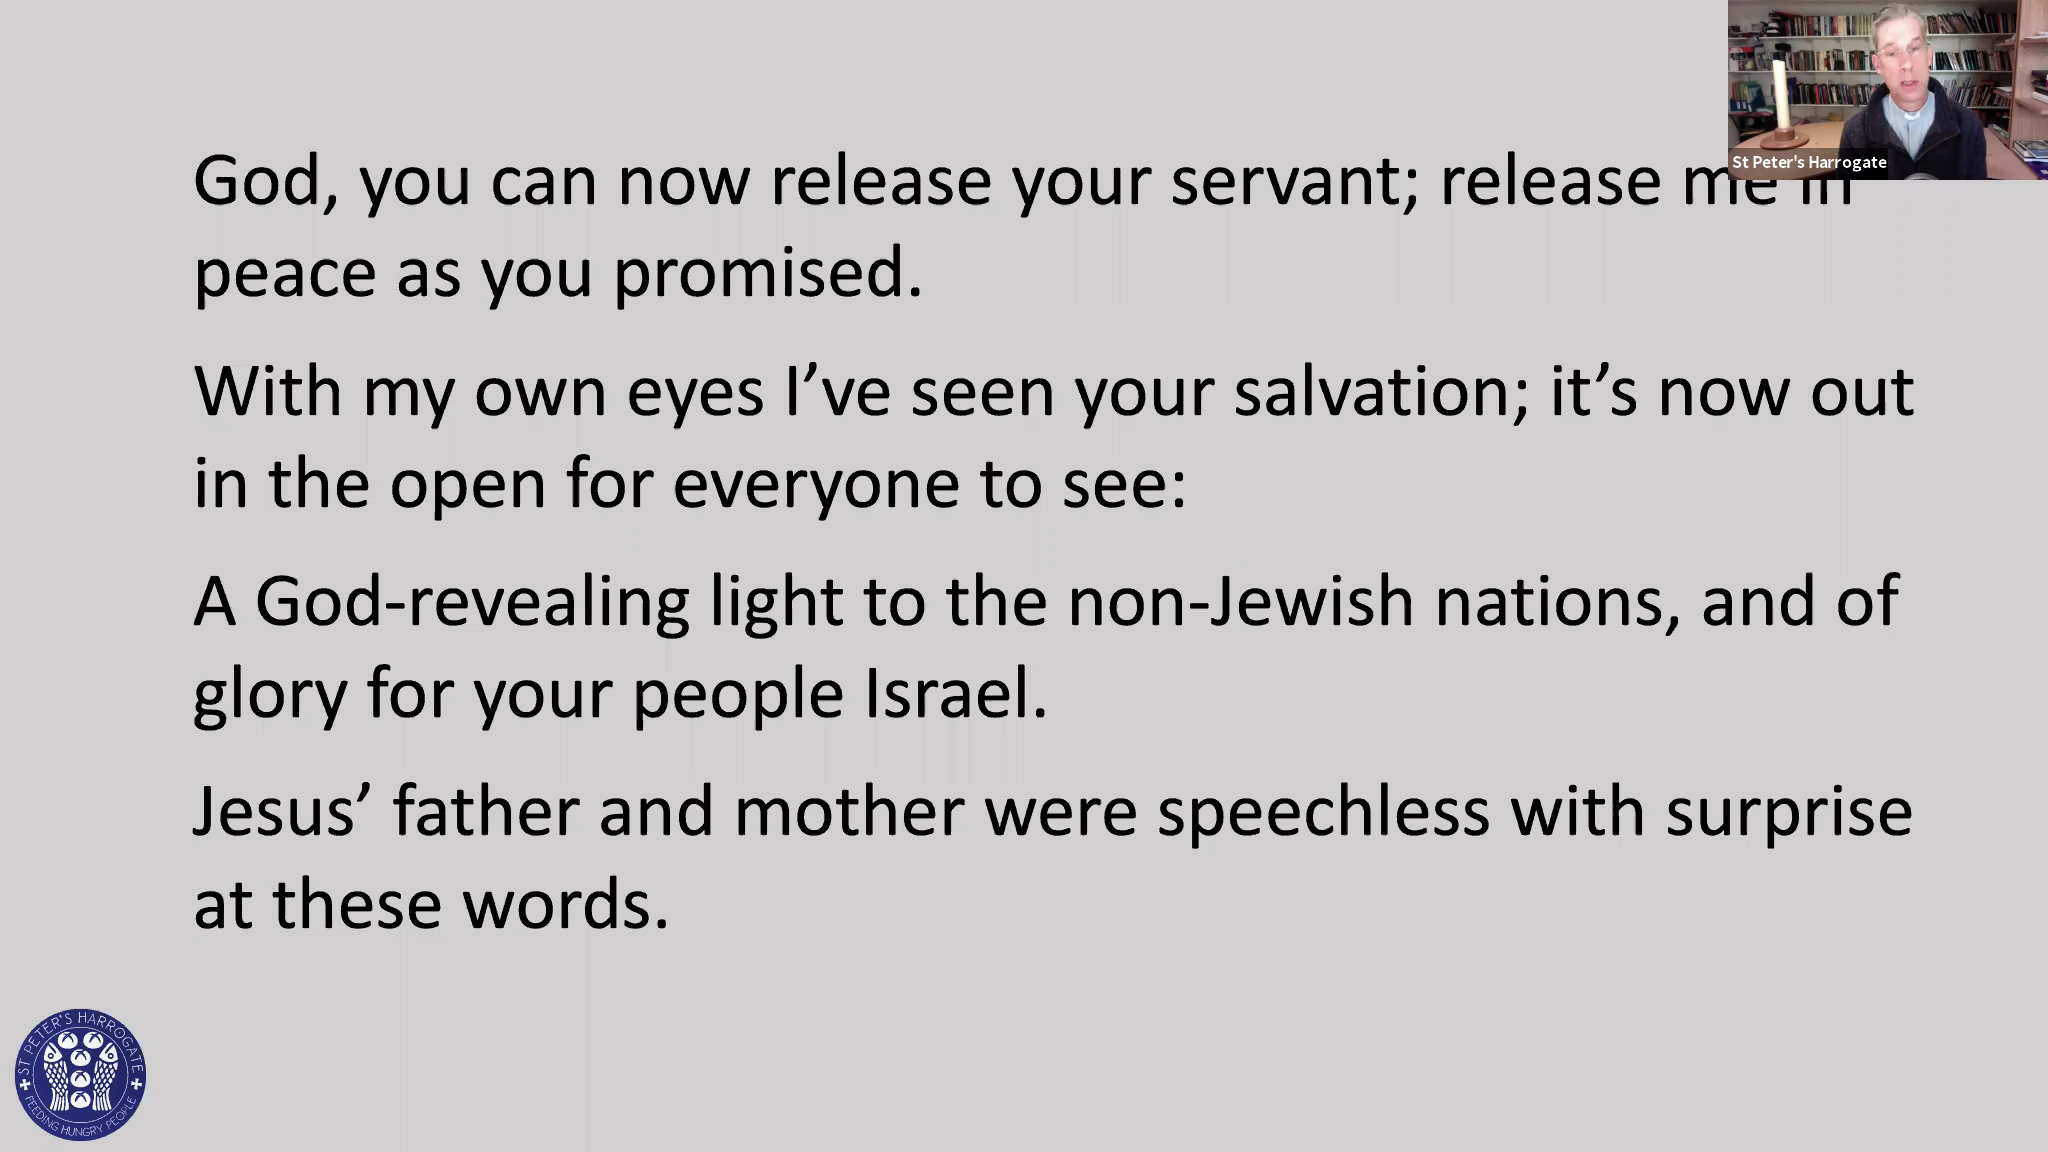 St Peter's Harrogate
God, you can now release your servant; release me in
peace as you promised.
With my own eyes I’ve seen your salvation; it’s now out
in the open for everyone to see:
A God-revealing light to the non-Jewish nations, and of
glory for your people Israel.
Jesus’ father and mother were speechless with surprise
at these words.
ST PETER'S HARROGATE
FEEDING HUNGRY PEOPLE